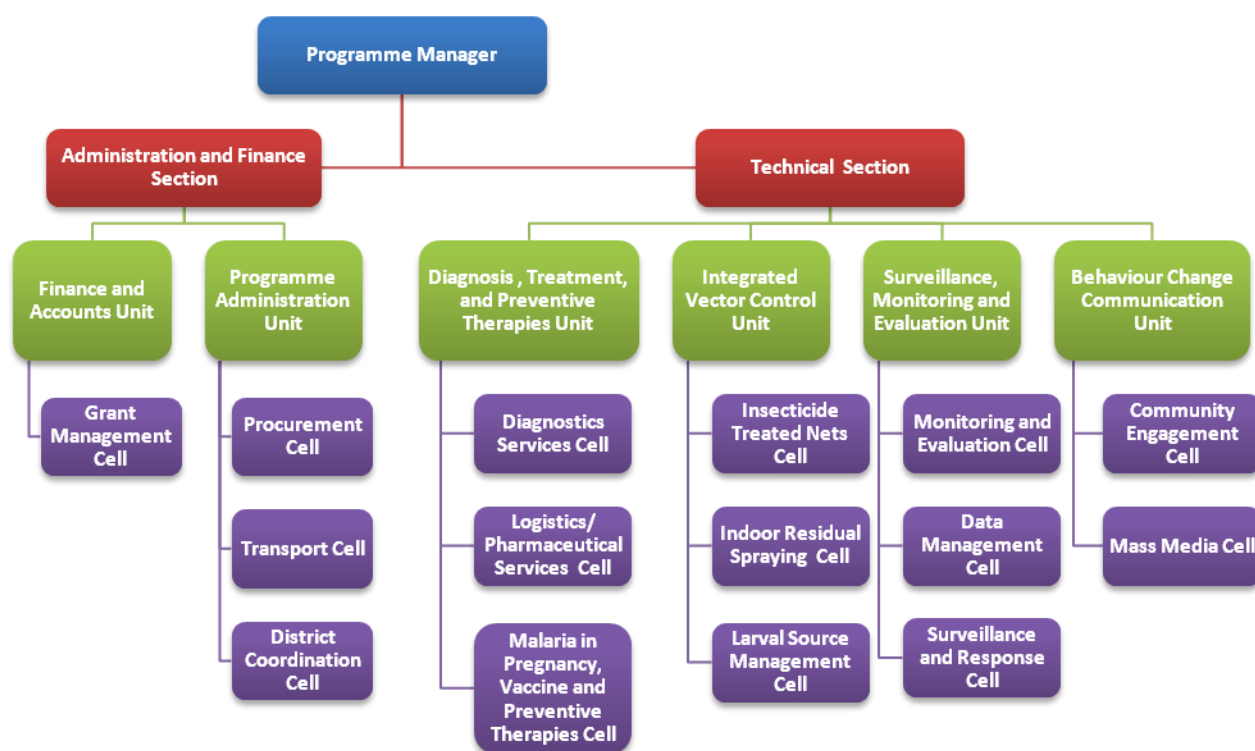 Programme Manager
Administration and Finance
Section
Technical Section
Finance and
Accounts Unit
Programme
Administration
Unit
Diagnosis , Treatment,
and Preventive
Therapies Unit
Integrated
Vector Control
Unit
Surveillance,
Monitoring and
Evaluation Unit
Behaviour Change
Communication
Unit
Grant
Management
Cell
Procurement
Cell
Transport Cell
District
Coordination
Cell
Diagnostics
Services Cell
Logistics/
Pharmaceutical
Services Cell
Malaria in
Pregnancy,
Vaccine and
Preventive
Therapies Cell
Insecticide
Treated Nets
Cell
Indoor Residual
Spraying Cell
Larval Source
Management
Cell
Monitoring and
Evaluation Cell
Data
Management
Cell
Surveillance
and Response
Cell
Community
Engagement
Cell
Mass Media Cell